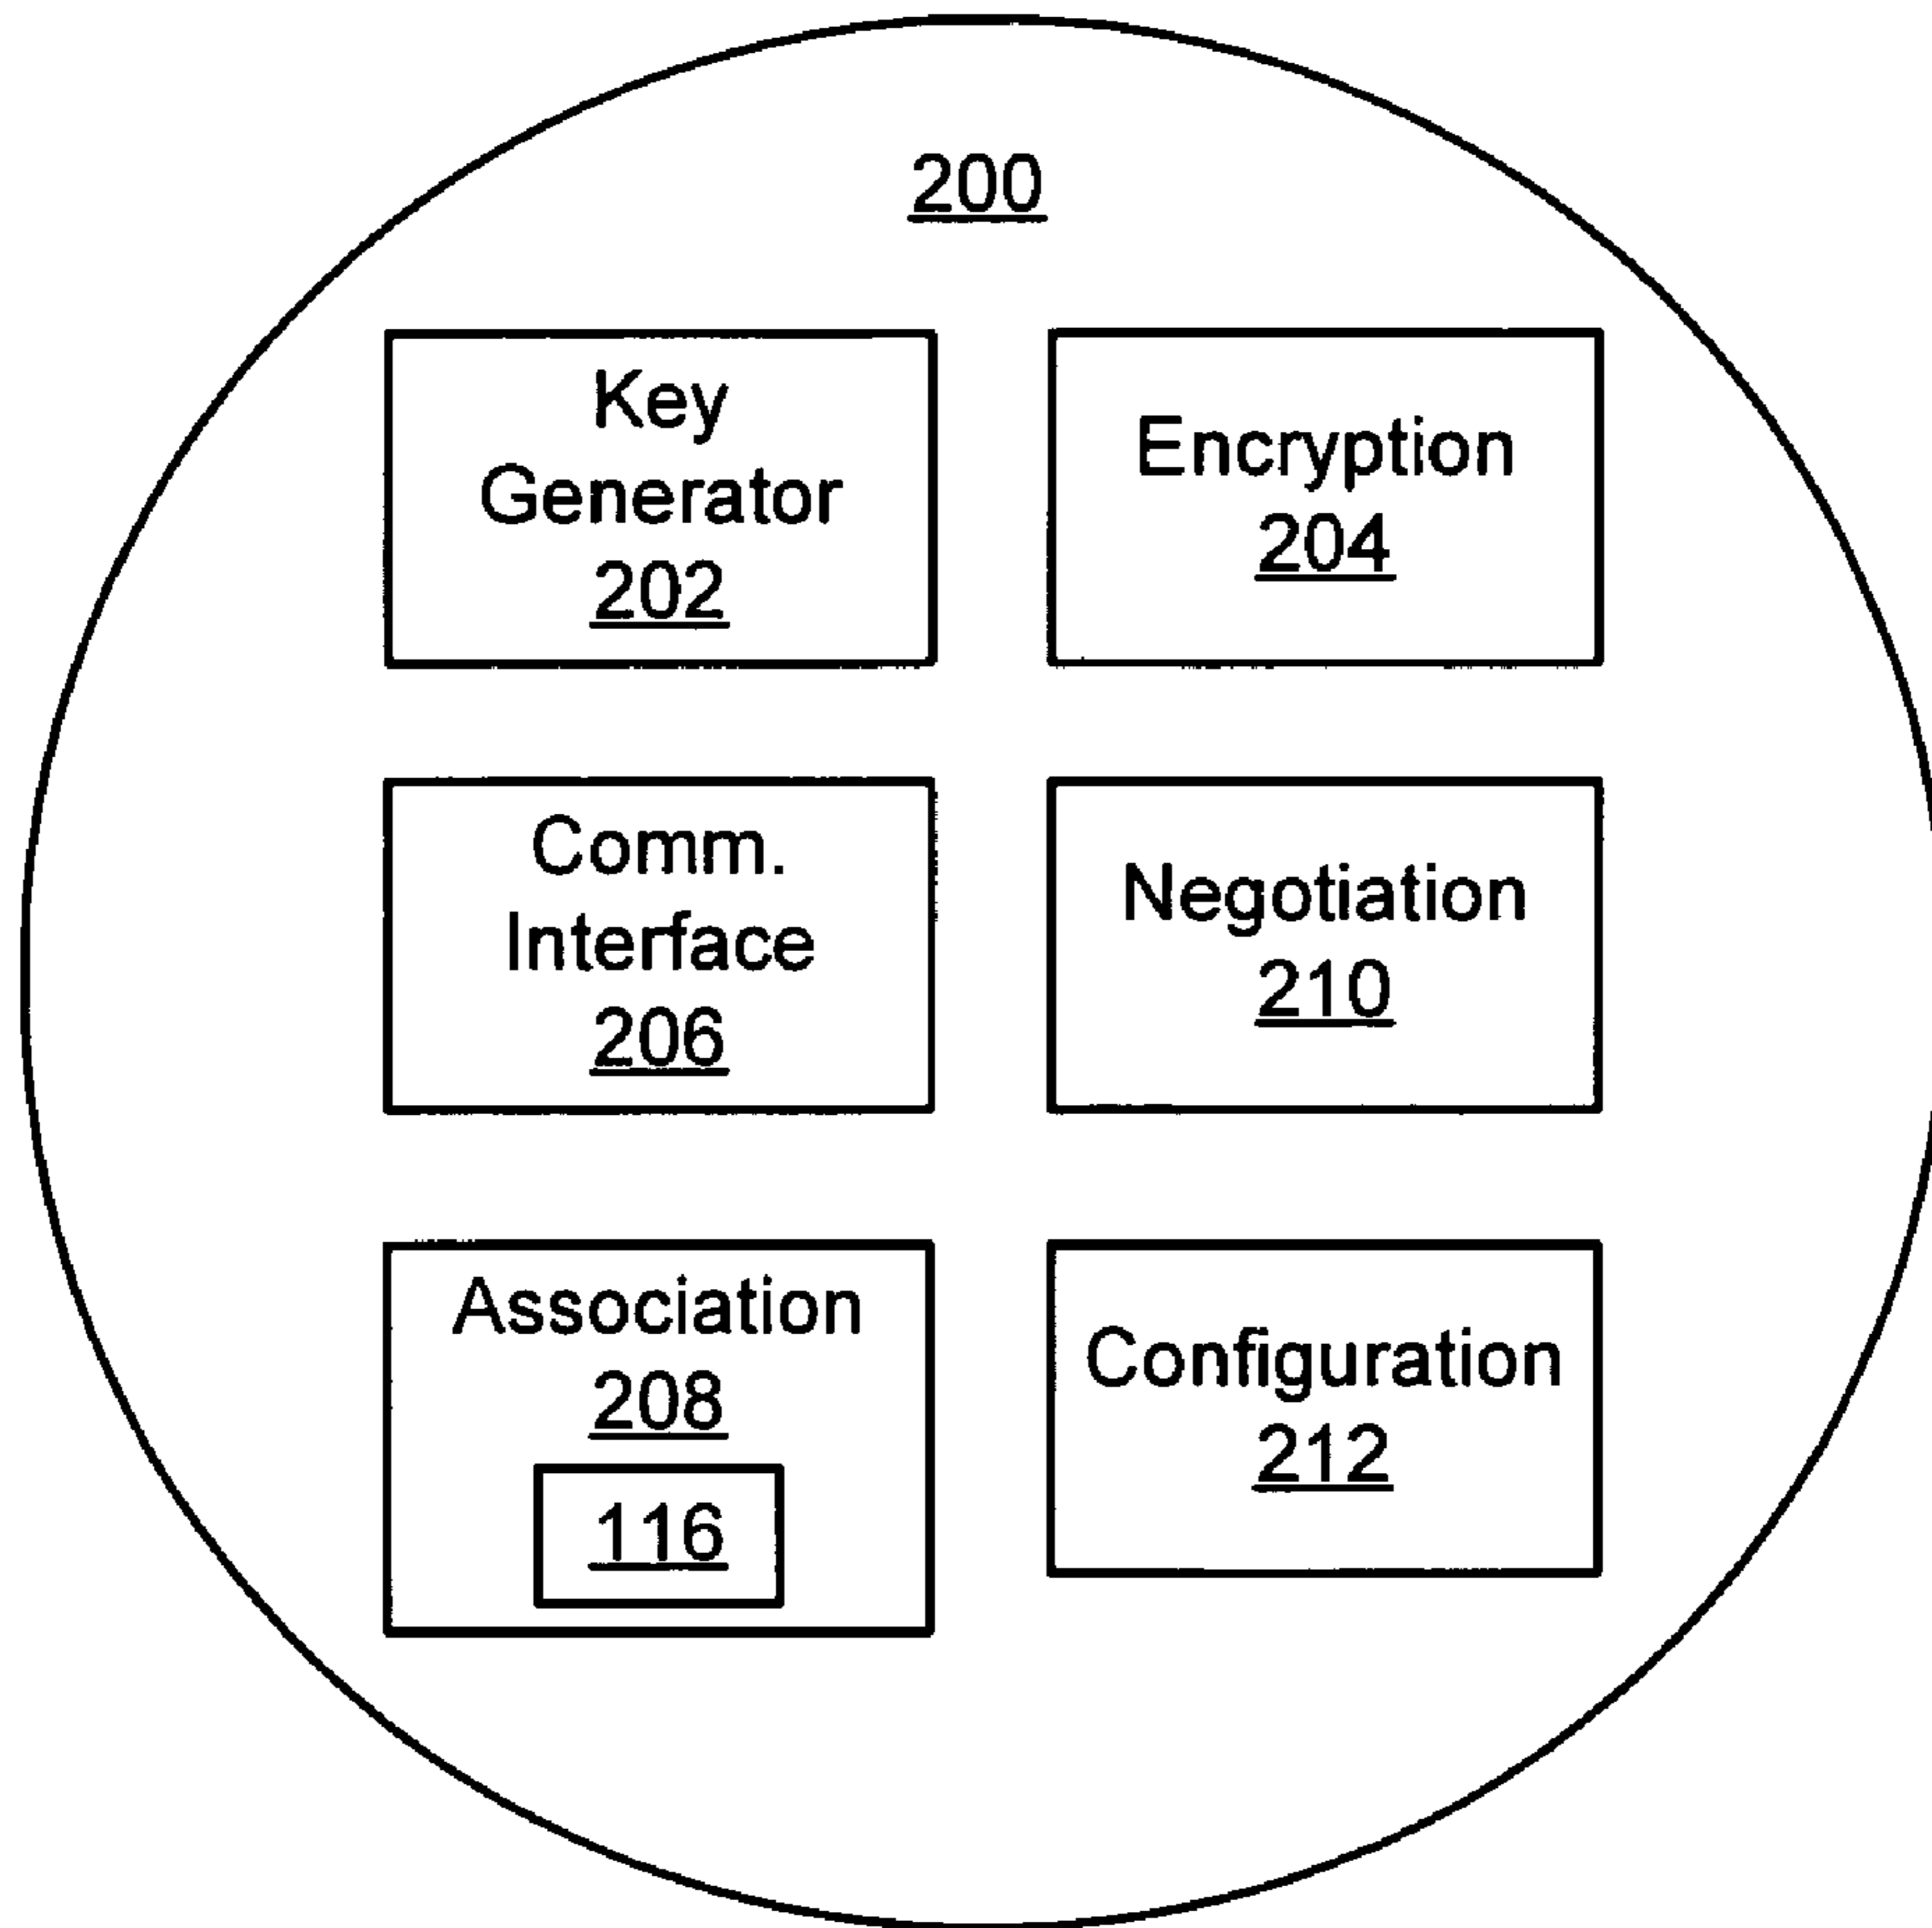 200
Key
Generator
202
Encryption
204
Comm.
Interface
206
Negotiation
210
Association
208
116
Configuration
212